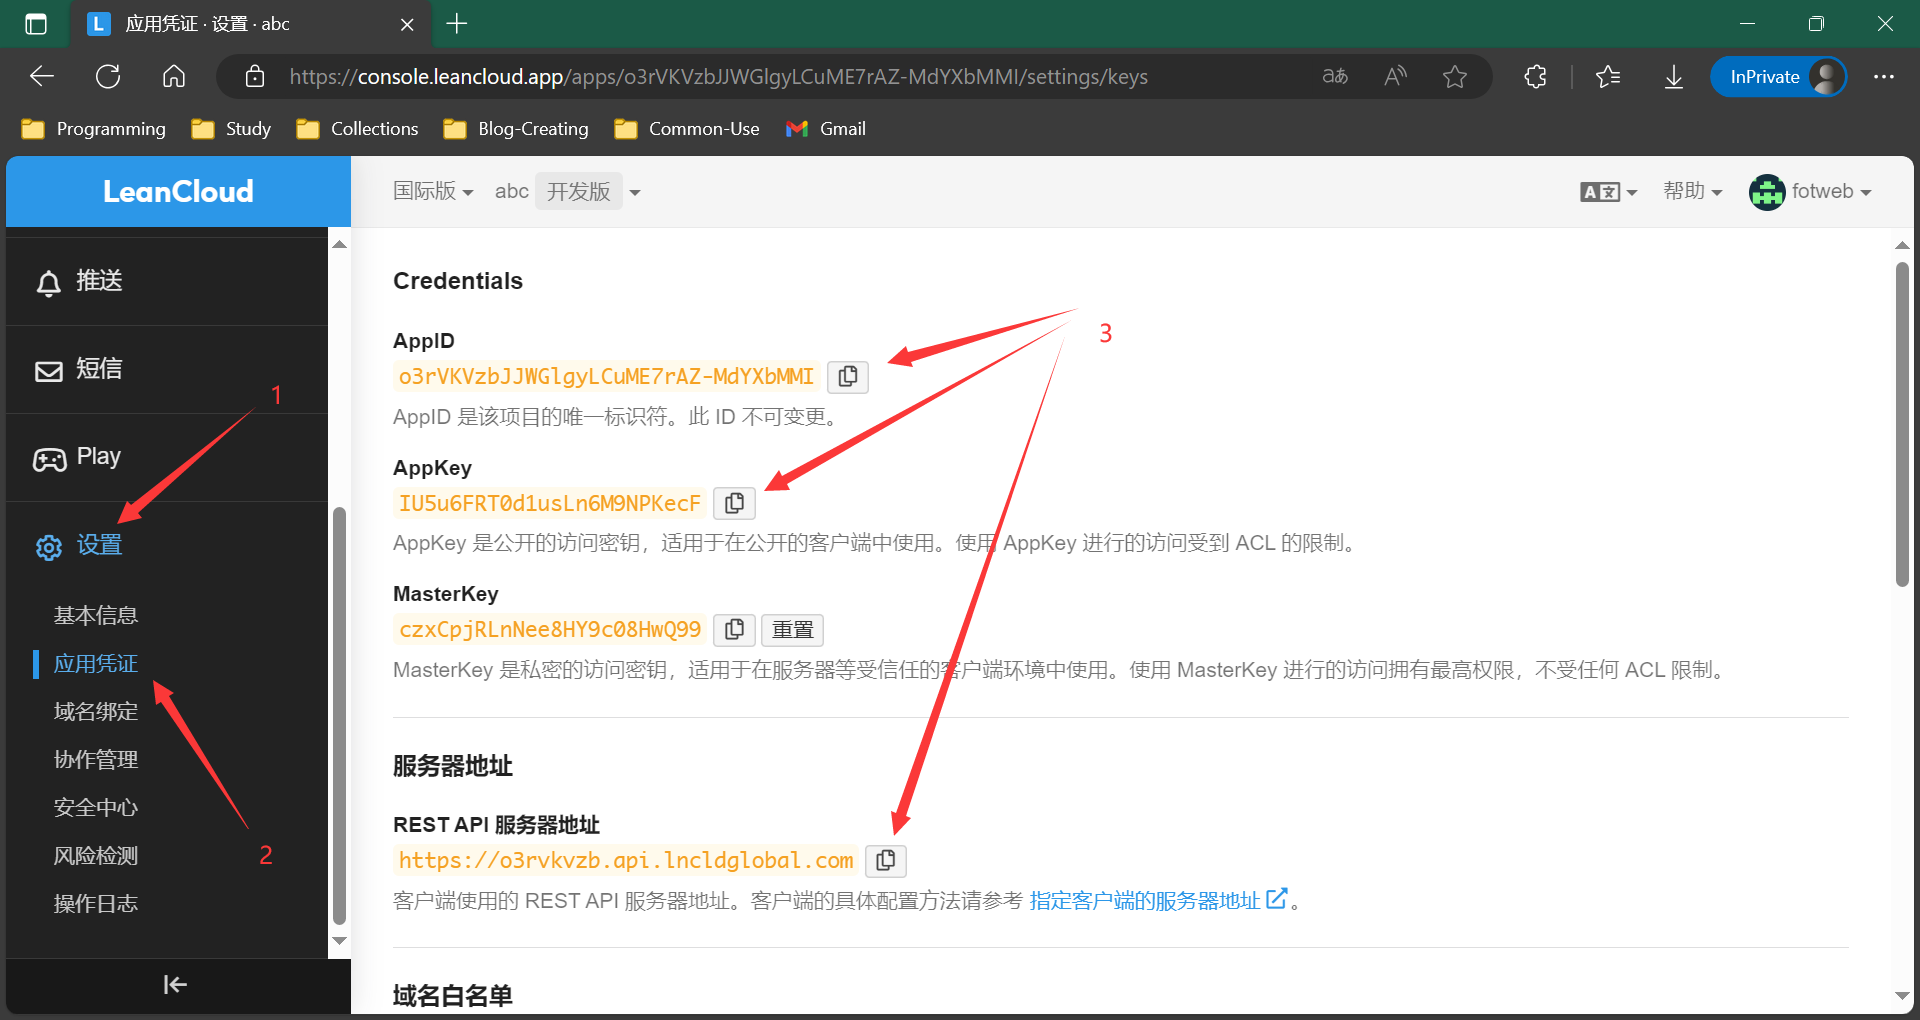 应用凭证 · 设置 · abc
https://console.leancloud.app/apps/o3rVKVzbJJWGlgyLCuME7rAZ-MdYXbMMI/settings/keys
aあ
InPrivate
Programming
Study
Collections
Blog-Creating
Common-Use
Gmail
LeanCloud
国际版
abc
开发版
帮助
fotweb
推送
短信
Play
设置
基本信息
应用凭证
域名绑定
协作管理
安全中心
风险检测
操作日志
1
2
3
Credentials
AppID
o3rVKVzbJJWGlgyLCuME7rAZ-MdYXbMMI
AppID 是该项目的唯一标识符。此 ID 不可变更。
AppKey
IU5u6FRT0d1usLn6M9NPKecF
AppKey 是公开的访问密钥，适用于在公开的客户端中使用。使用 AppKey 进行的访问受到 ACL 的限制。
MasterKey
czxCpjRLnNee8HY9c08HwQ99
重置
MasterKey 是私密的访问密钥，适用于在服务器等受信任的客户端环境中使用。使用 MasterKey 进行的访问拥有最高权限，不受任何 ACL 限制。
服务器地址
REST API 服务器地址
https://o3rvkvzb.api.lncldglobal.com
客户端使用的 REST API 服务器地址。客户端的具体配置方法请参考 指定客户端的服务器地址 。
域名白名单